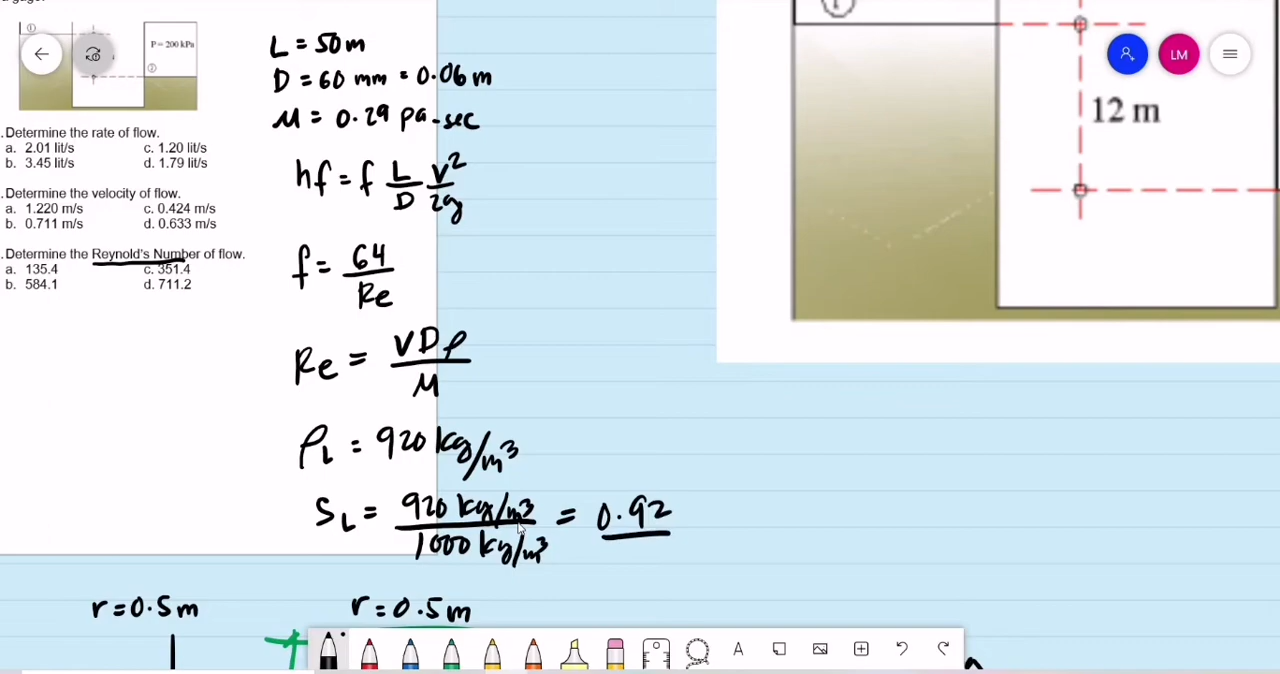 ①
P = 200 kPa
②
.Determine the rate of flow.
a. 2.01 lit/s c. 1.20 lit/s
b. 3.45 lit/s d. 1.79 lit/s
.Determine the velocity of flow.
a. 1.220 m/s c. 0.424 m/s
b. 0.711 m/s d. 0.633 m/s
.Determine the Reynold's Number of flow.
a. 135.4 c. 351.4
b. 584.1 d. 711.2
L = 50 m
D = 60 mm = 0.06 m
μ = 0.29 pa-sec
hf = f L/D V²/2g
f = 64/Re
Re = VDρ/μ
ρL = 920 kg/m³
SL = 920 kg/m³ / 1000 kg/m³ = 0.92
r = 0.5 m r = 0.5 m
①
LM
12 m
A